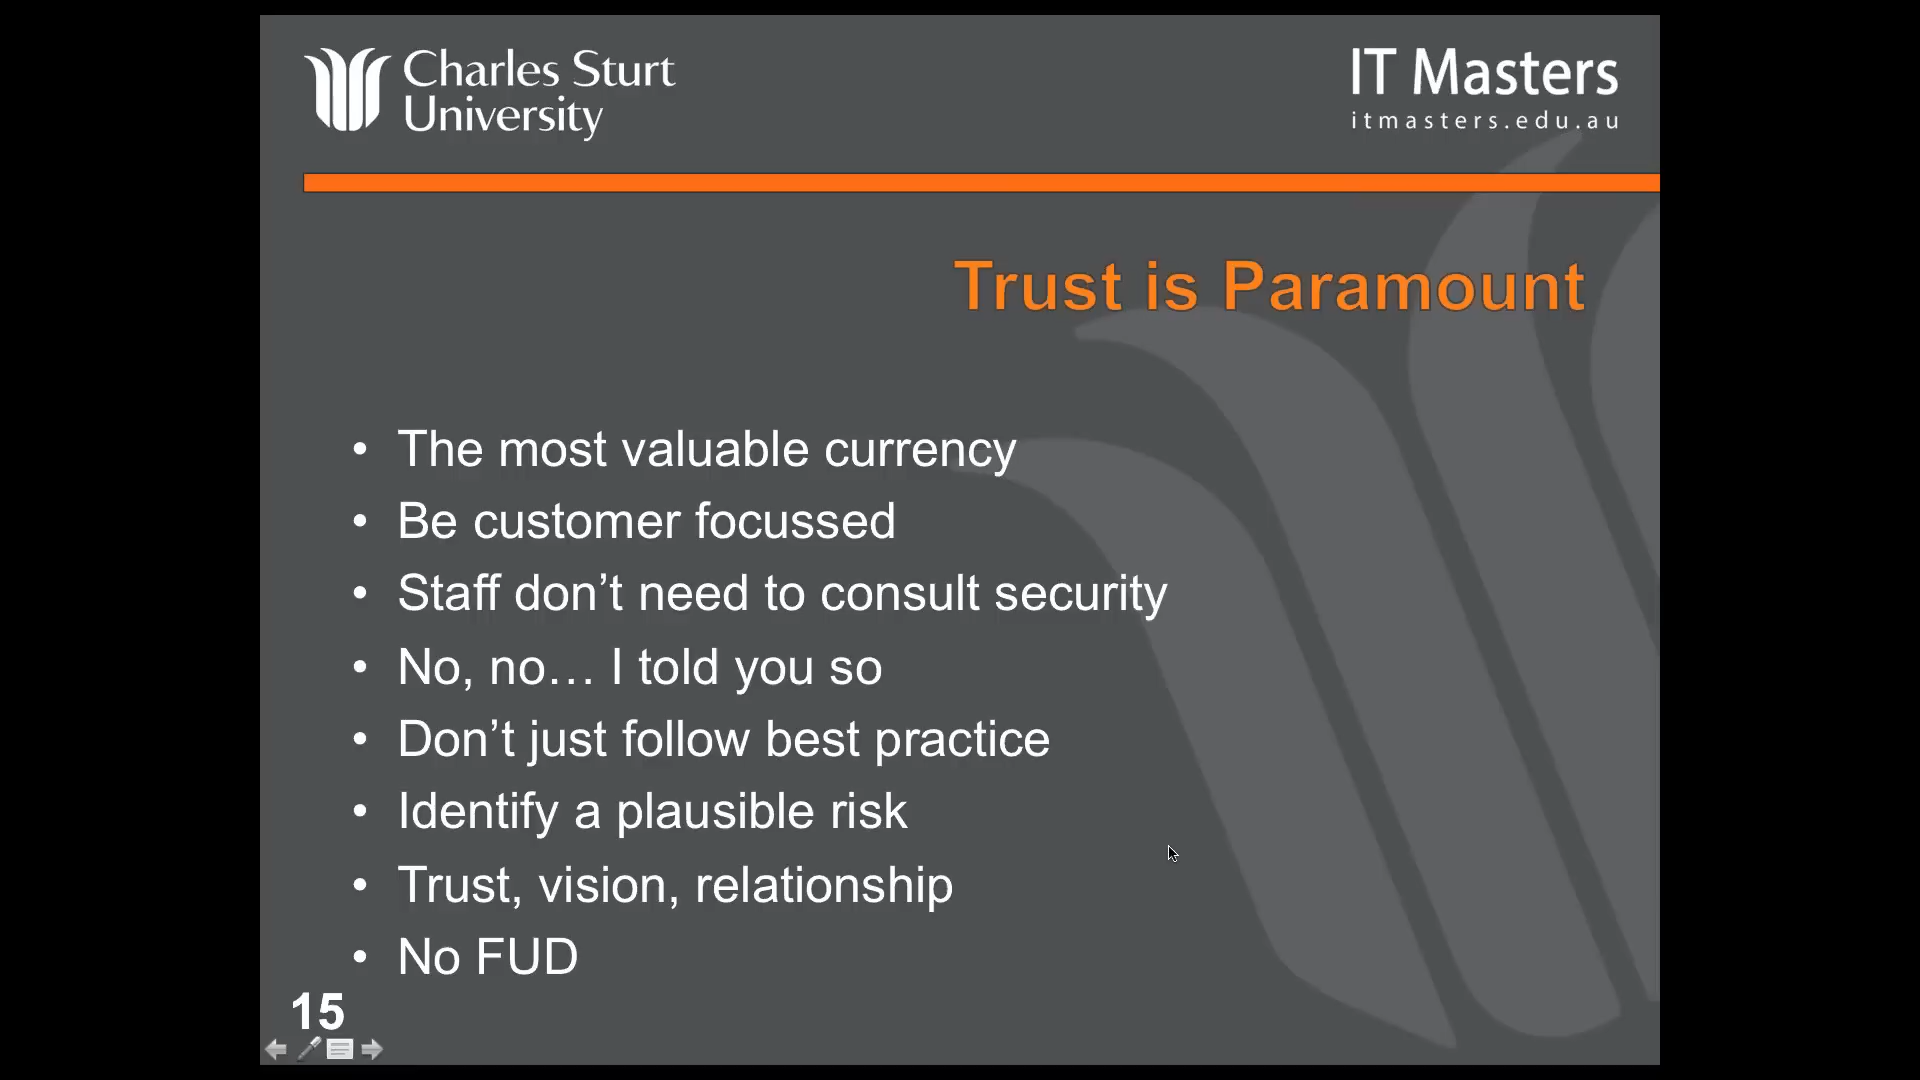 Charles Sturt
University
IT Masters
itmasters.edu.au
Trust is Paramount
• The most valuable currency
• Be customer focussed
• Staff don’t need to consult security
• No, no… I told you so
• Don’t just follow best practice
• Identify a plausible risk
• Trust, vision, relationship
• No FUD
15